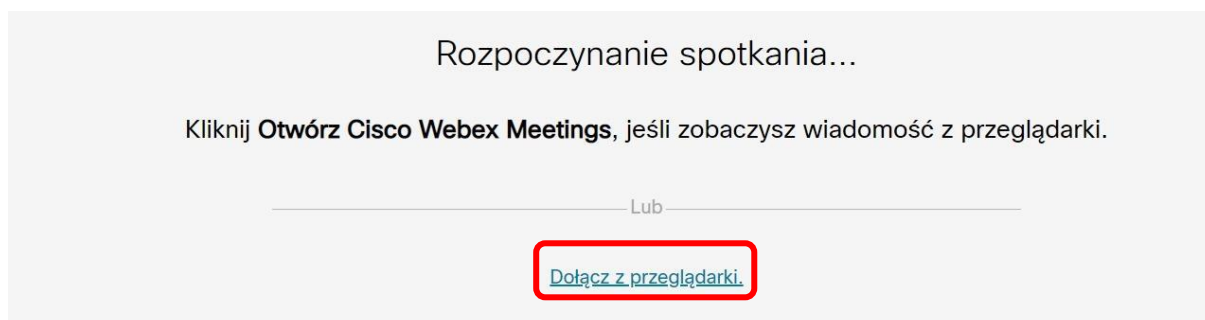 Rozpoczynanie spotkania...
Kliknij Otwórz Cisco Webex Meetings, jeśli zobaczysz wiadomość z przeglądarki.
Lub
Dołącz z przeglądarki.